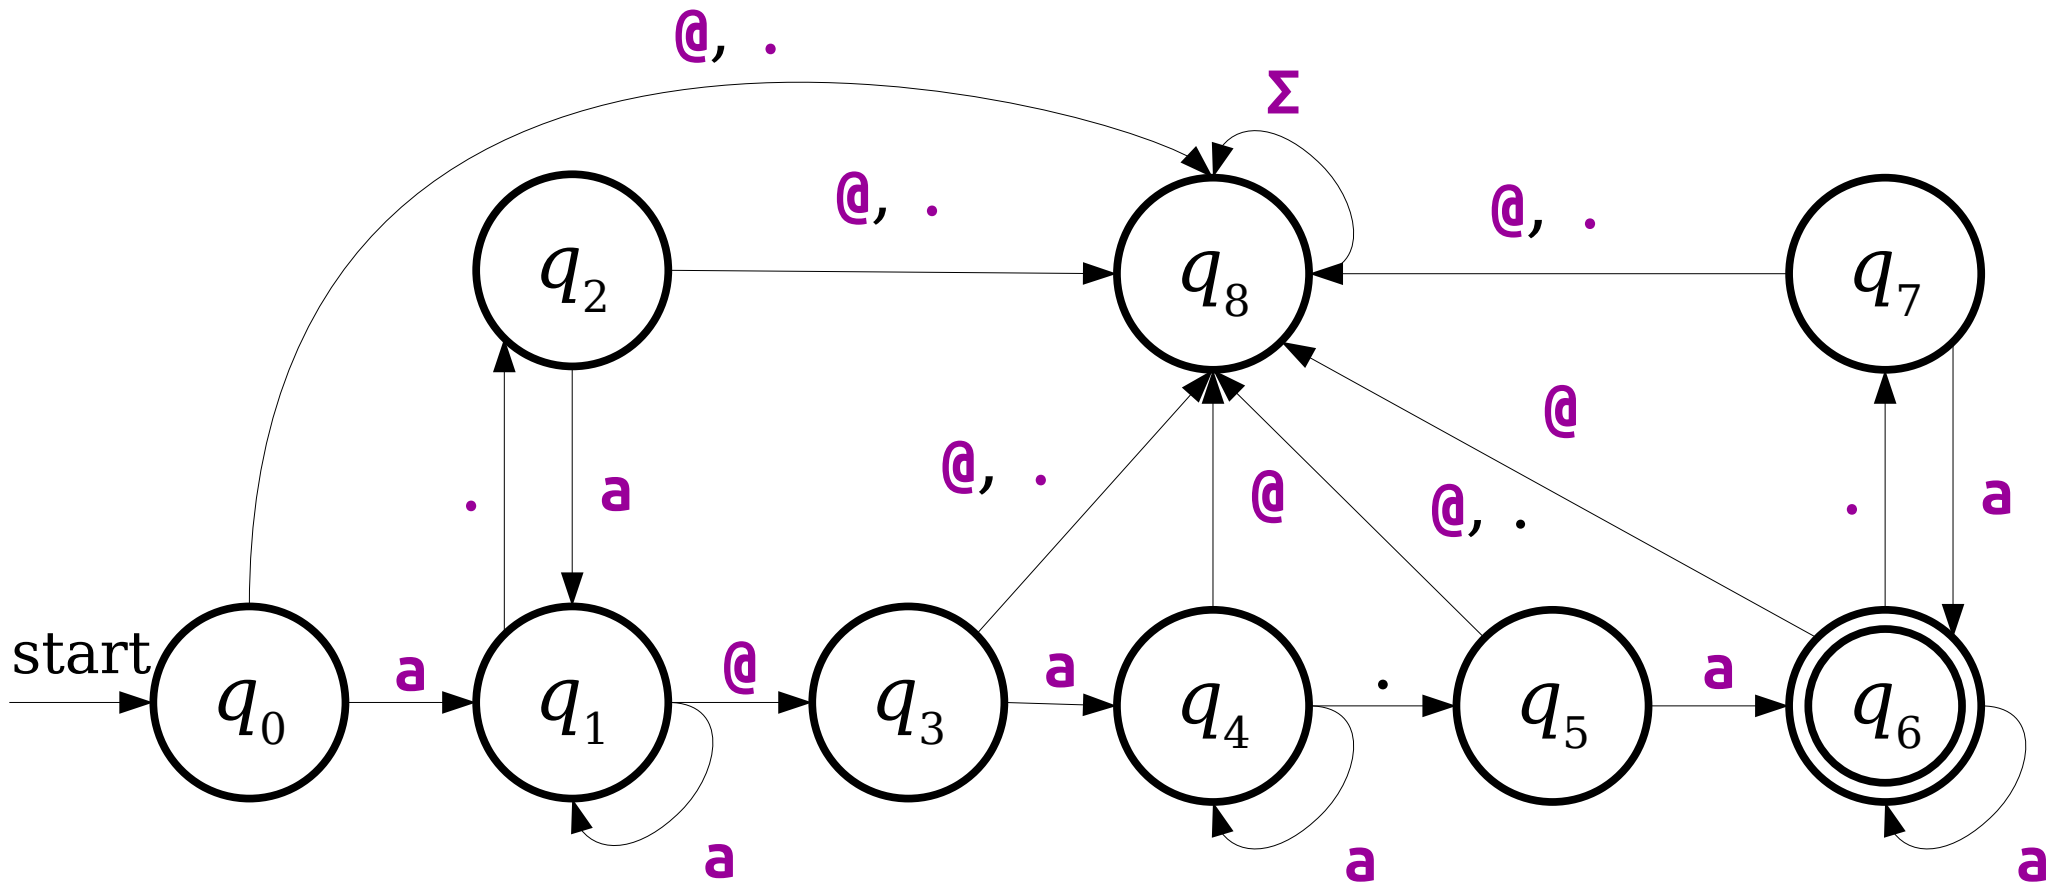 @, .
Σ
@, .
@, .
q2
q8
q7
@
@, .
. a
@
@, .
. a
start
a
@
a
.
a
q0
q1
q3
q4
q5
q6
a
a
a